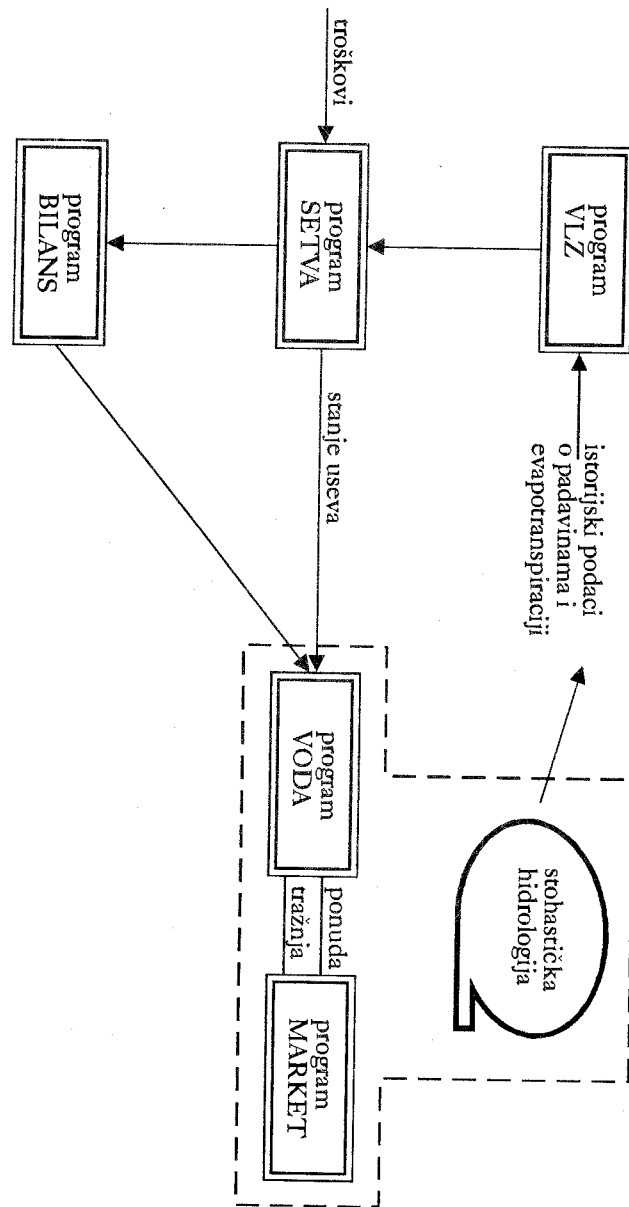 program
VLZ
istorijski podaci
o padavinama i
evapotranspiraciji
stohastička
hidrologija
troškovi
program
SETVA
stanje useva
program
VODA
ponuda
tražnja
program
MARKET
program
BILANS